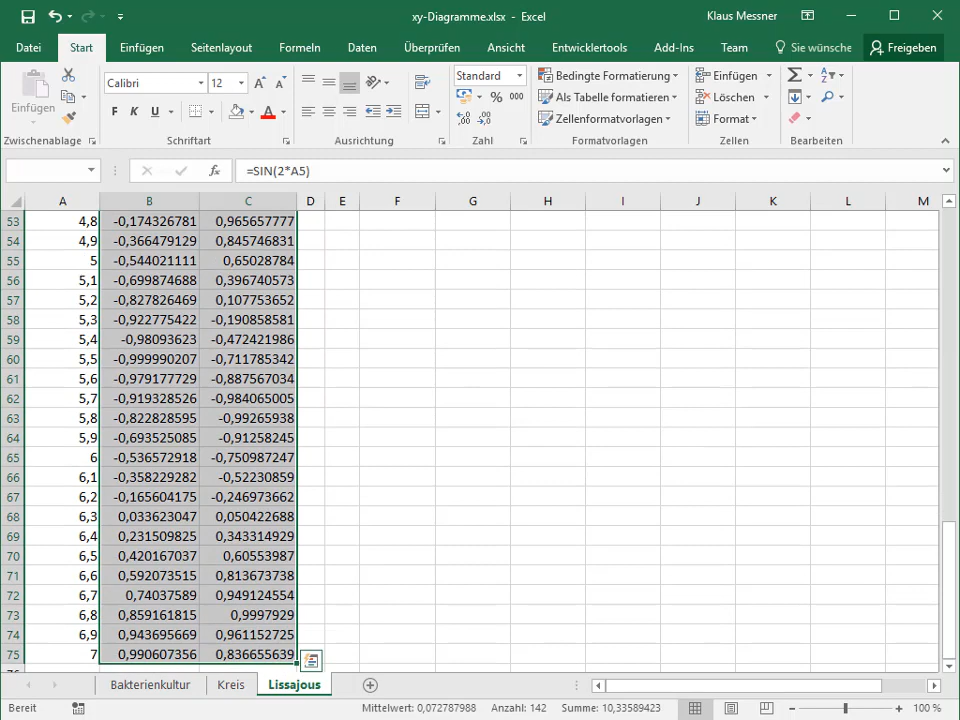 xy-Diagramme.xlsx - Excel
Klaus Messner
Datei Start Einfügen Seitenlayout Formeln Daten Überprüfen Ansicht Entwicklertools Add-Ins Team Sie wünsche Freigeben
Einfügen
Calibri 12
F K U
Standard
% 000
Bedingte Formatierung
Als Tabelle formatieren
Zellenformatvorlagen
Einfügen
Löschen
Format
Zwischenablage Schriftart Ausrichtung Zahl Formatvorlagen Zellen Bearbeiten
fx =SIN(2*A5)
A B C D E F G H I J K L M
53 4,8 -0,174326781 0,965657777
54 4,9 -0,366479129 0,845746831
55 5 -0,544021111 0,65028784
56 5,1 -0,699874688 0,396740573
57 5,2 -0,827826469 0,107753652
58 5,3 -0,922775422 -0,190858581
59 5,4 -0,98093623 -0,472421986
60 5,5 -0,999990207 -0,711785342
61 5,6 -0,979177729 -0,887567034
62 5,7 -0,919328526 -0,984065005
63 5,8 -0,822828595 -0,99265938
64 5,9 -0,693525085 -0,91258245
65 6 -0,536572918 -0,750987247
66 6,1 -0,358229282 -0,52230859
67 6,2 -0,165604175 -0,246973662
68 6,3 0,033623047 0,050422688
69 6,4 0,231509825 0,343314929
70 6,5 0,420167037 0,60553987
71 6,6 0,592073515 0,813673738
72 6,7 0,74037589 0,949124554
73 6,8 0,859161815 0,9997929
74 6,9 0,943695669 0,961152725
75 7 0,990607356 0,836655639
Bakterienkultur Kreis Lissajous
Bereit Mittelwert: 0,072787988 Anzahl: 142 Summe: 10,33589423 100 %